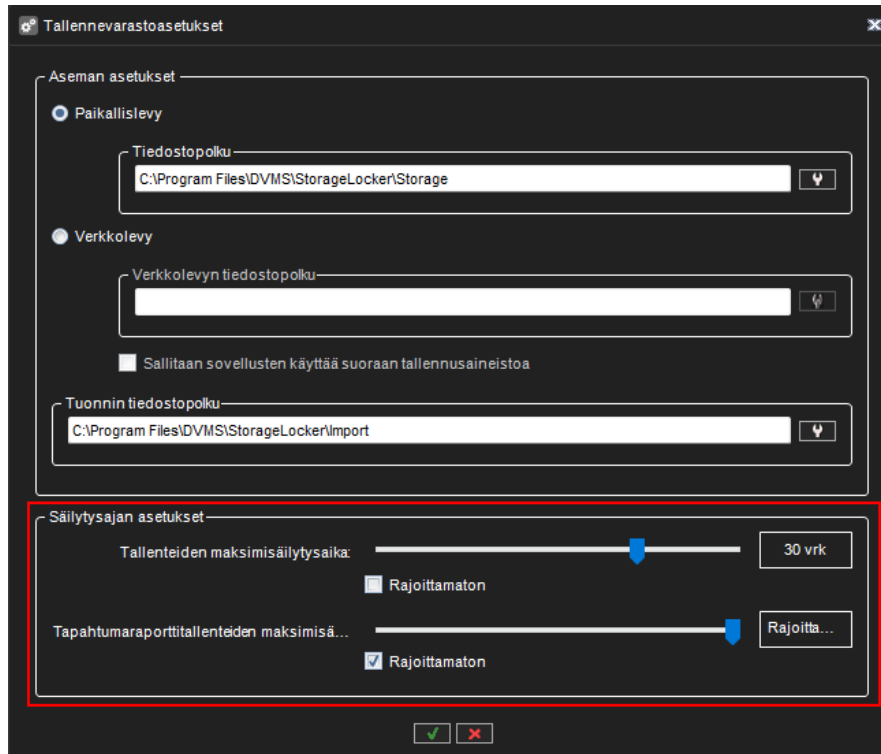 Tallennevarastoasetukset
Aseman asetukset
Paikallislevy
Tiedostopolku
C:\Program Files\DVMS\StorageLocker\Storage
Verkkolevy
Verkkolevyn tiedostopolku
Sallitaan sovellusten käyttää suoraan tallennusaineistoa
Tuonnin tiedostopolku
C:\Program Files\DVMS\StorageLocker\Import
Säilytysajan asetukset
Tallenteiden maksimisäilytysaika: 30 vrk
Rajoittamaton
Tapahtumaraporttitallenteiden maksimisä... Rajoitta...
Rajoittamaton